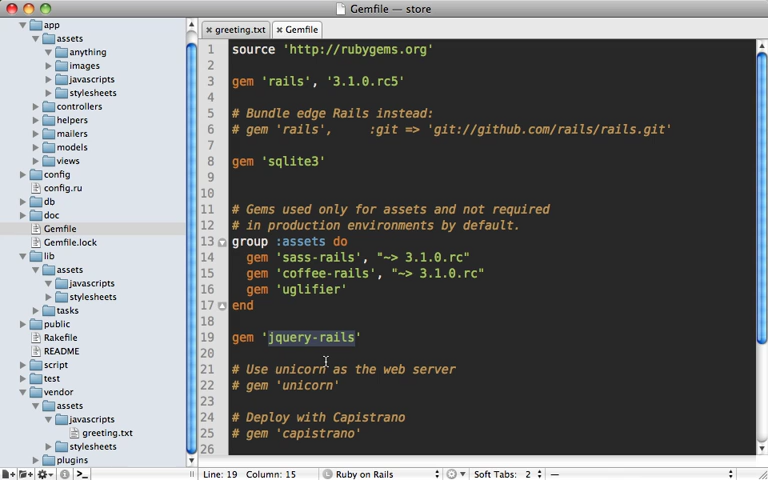 Gemfile — store
app
assets
anything
images
javascripts
stylesheets
controllers
helpers
mailers
models
views
config
config.ru
db
doc
Gemfile
Gemfile.lock
lib
assets
javascripts
stylesheets
tasks
public
Rakefile
README
script
test
vendor
assets
javascripts
greeting.txt
stylesheets
plugins
greeting.txt
Gemfile
1 source 'http://rubygems.org'
2
3 gem 'rails', '3.1.0.rc5'
4
5 # Bundle edge Rails instead:
6 # gem 'rails',     :git => 'git://github.com/rails/rails.git'
7
8 gem 'sqlite3'
9
10
11 # Gems used only for assets and not required
12 # in production environments by default.
13 group :assets do
14   gem 'sass-rails', "~> 3.1.0.rc"
15   gem 'coffee-rails', "~> 3.1.0.rc"
16   gem 'uglifier'
17 end
18
19 gem 'jquery-rails'
20
21 # Use unicorn as the web server
22 # gem 'unicorn'
23
24 # Deploy with Capistrano
25 # gem 'capistrano'
26
Line: 19 Column: 15
Ruby on Rails
Soft Tabs: 2
—